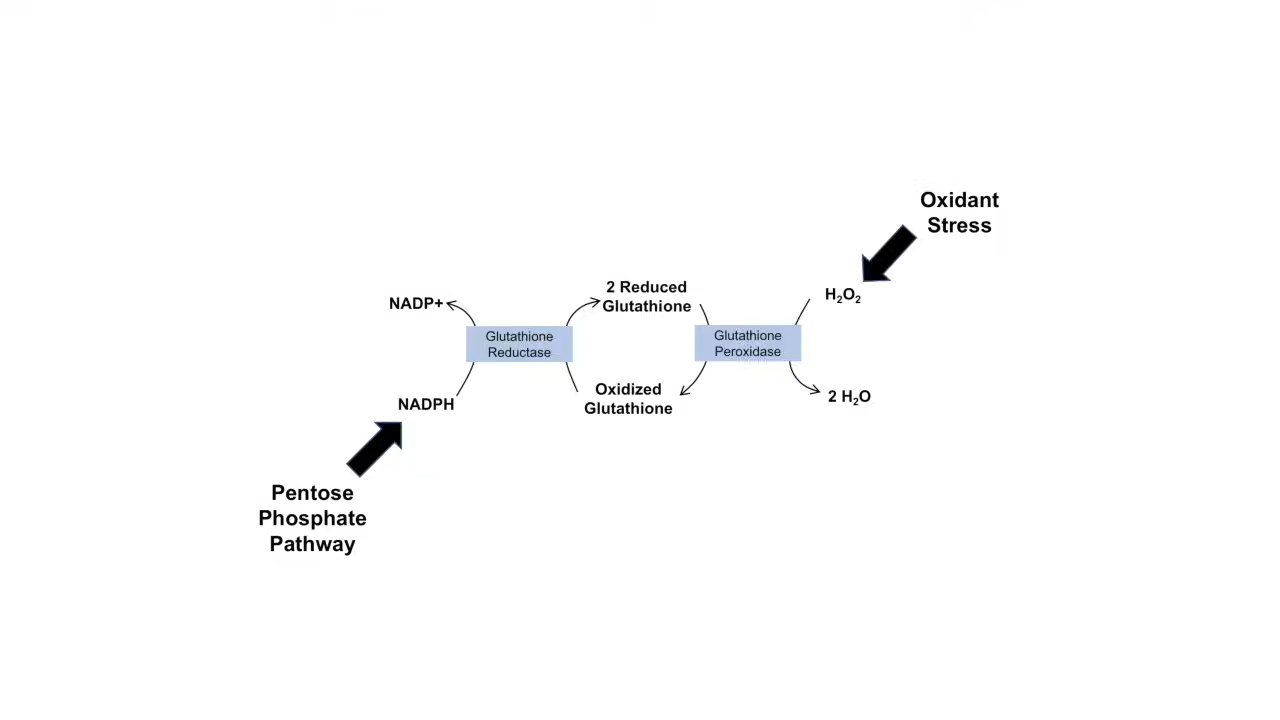 Oxidant
Stress
2 Reduced
Glutathione
H₂O₂
NADP+
Glutathione
Reductase
Glutathione
Peroxidase
Oxidized
Glutathione
2 H₂O
NADPH
Pentose
Phosphate
Pathway